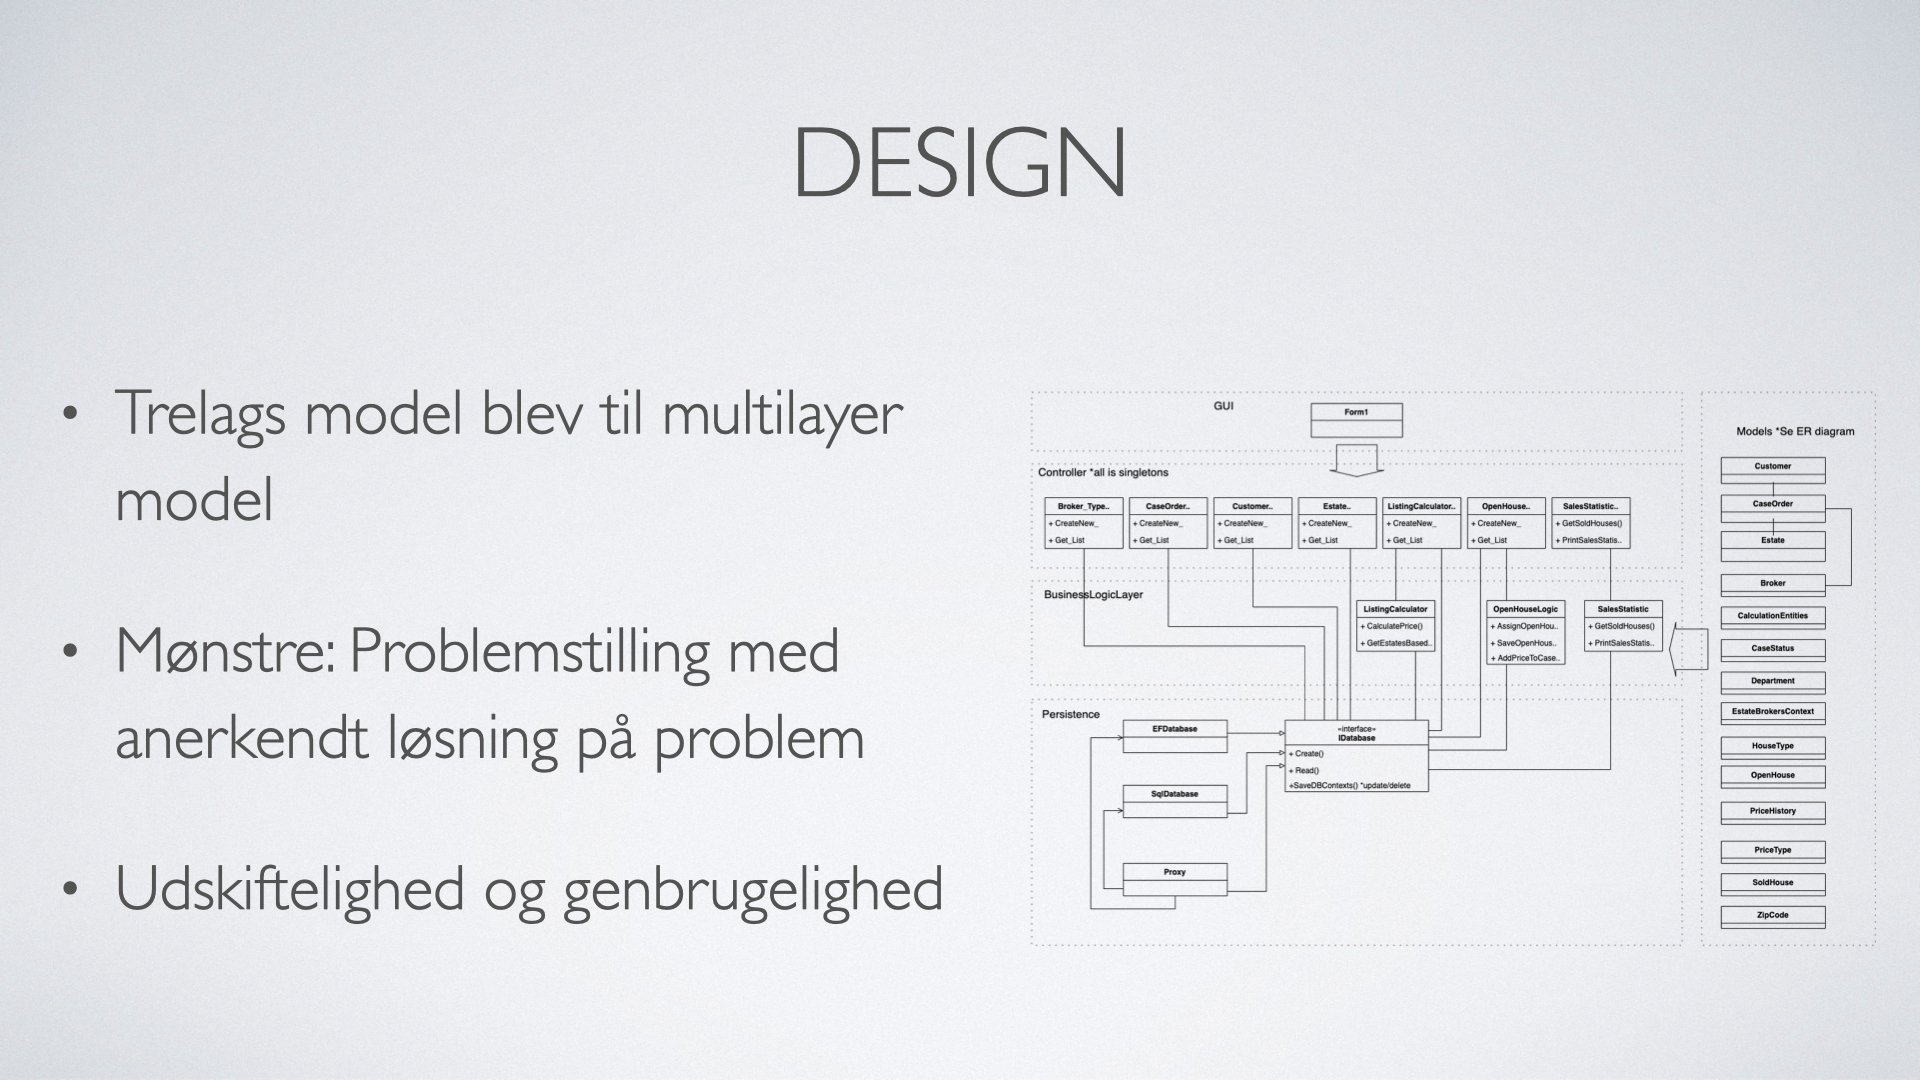 DESIGN
• Trelags model blev til multilayer
model
• Mønstre: Problemstilling med
anerkendt løsning på problem
• Udskiftelighed og genbrugelighed
GUI
Form1
Controller *all is singletons
Broker_Type..
+ CreateNew_
+ Get_List
CaseOrder..
+ CreateNew_
+ Get_List
Customer..
+ CreateNew_
+ Get_List
Estate..
+ CreateNew_
+ Get_List
ListingCalculator..
+ CreateNew_
+ Get_List
OpenHouse..
+ CreateNew_
+ Get_List
SalesStatistic..
+ GetSoldHouses()
+ PrintSalesStatis..
BusinessLogicLayer
ListingCalculator
+ CalculatePrice()
+ GetEstatesBased..
OpenHouseLogic
+ AssignOpenHou..
+ SaveOpenHous..
+ AddPriceToCase..
SalesStatistic
+ GetSoldHouses()
+ PrintSalesStatis..
Persistence
EFDatabase
SqlDatabase
Proxy
«interface»
IDatabase
+ Create()
+ Read()
+SaveDBContexts() *update/delete
Models *Se ER diagram
Customer
CaseOrder
Estate
Broker
CalculationEntities
CaseStatus
Department
EstateBrokersContext
HouseType
OpenHouse
PriceHistory
PriceType
SoldHouse
ZipCode